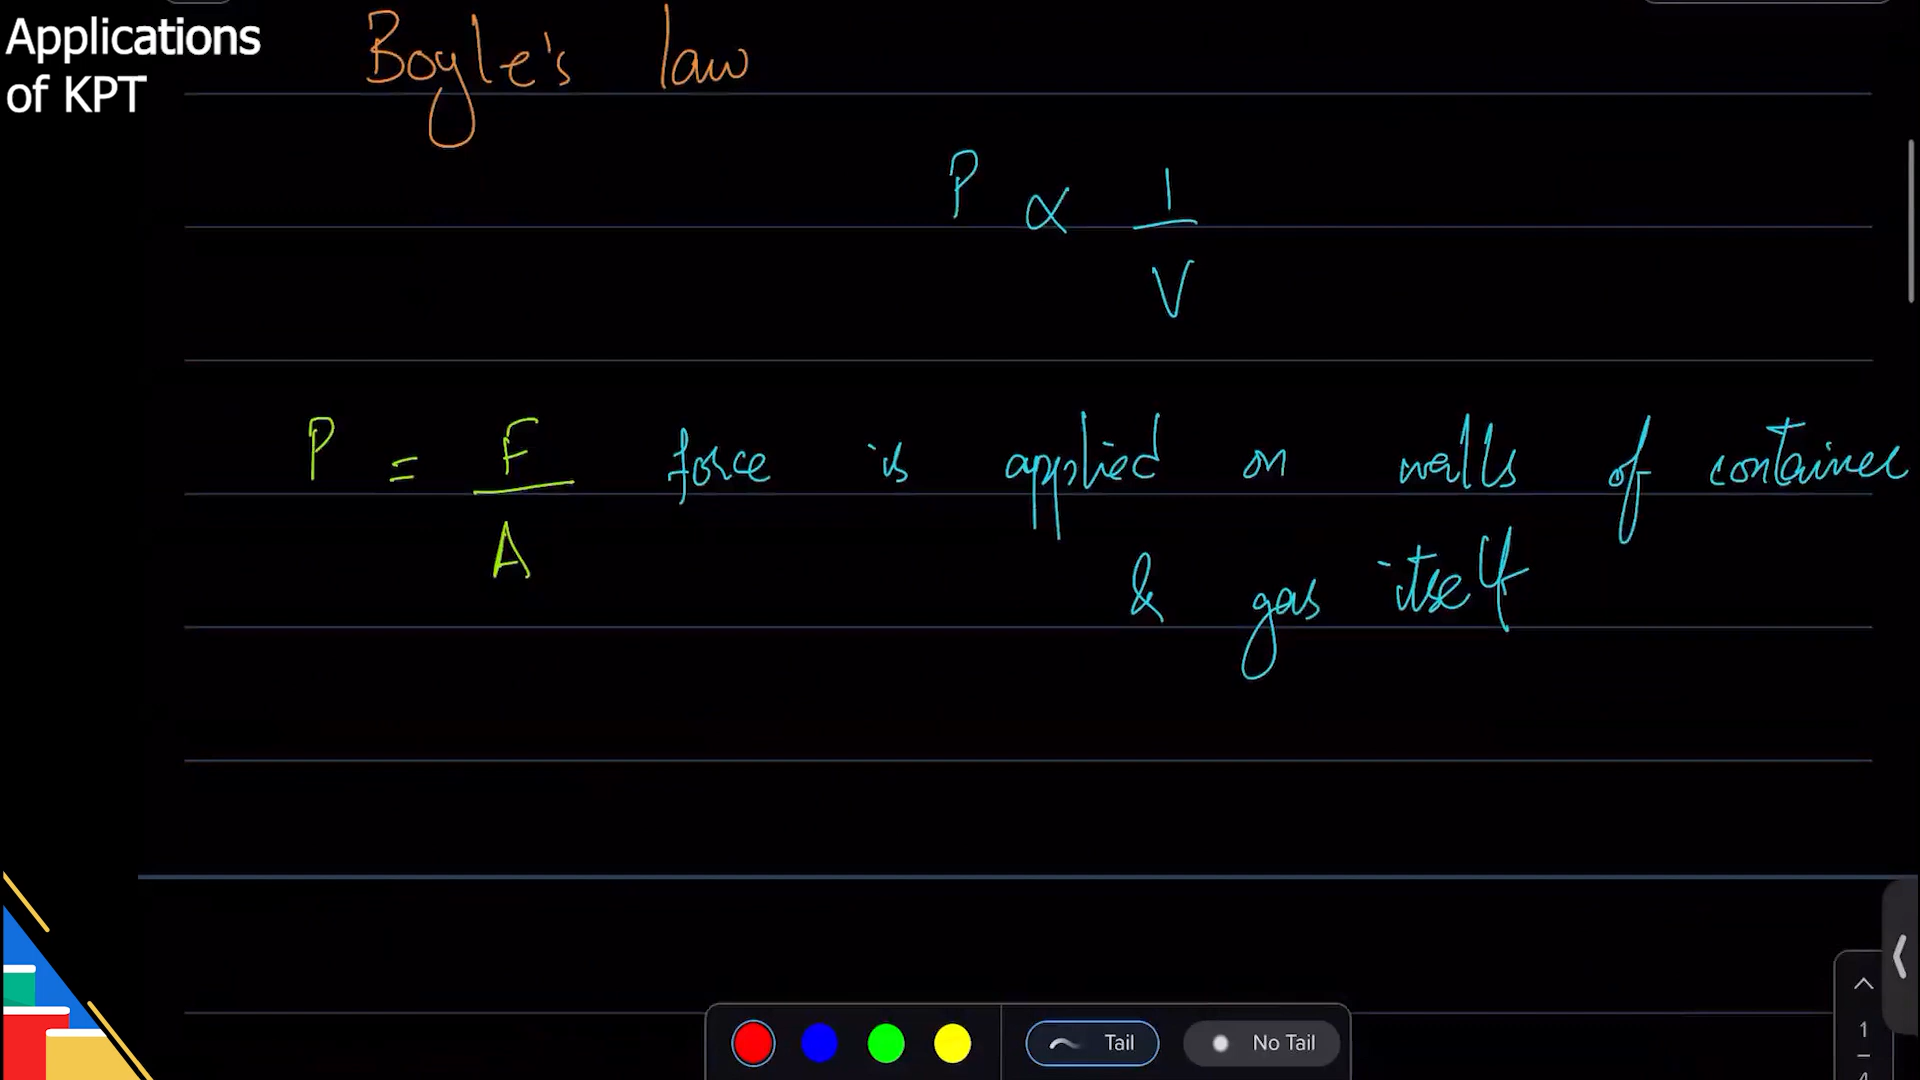 Applications
of KPT
Boyle's law
P ∝ 1/V
P = F/A force is applied on walls of container
& gas itself
Tail
No Tail
1